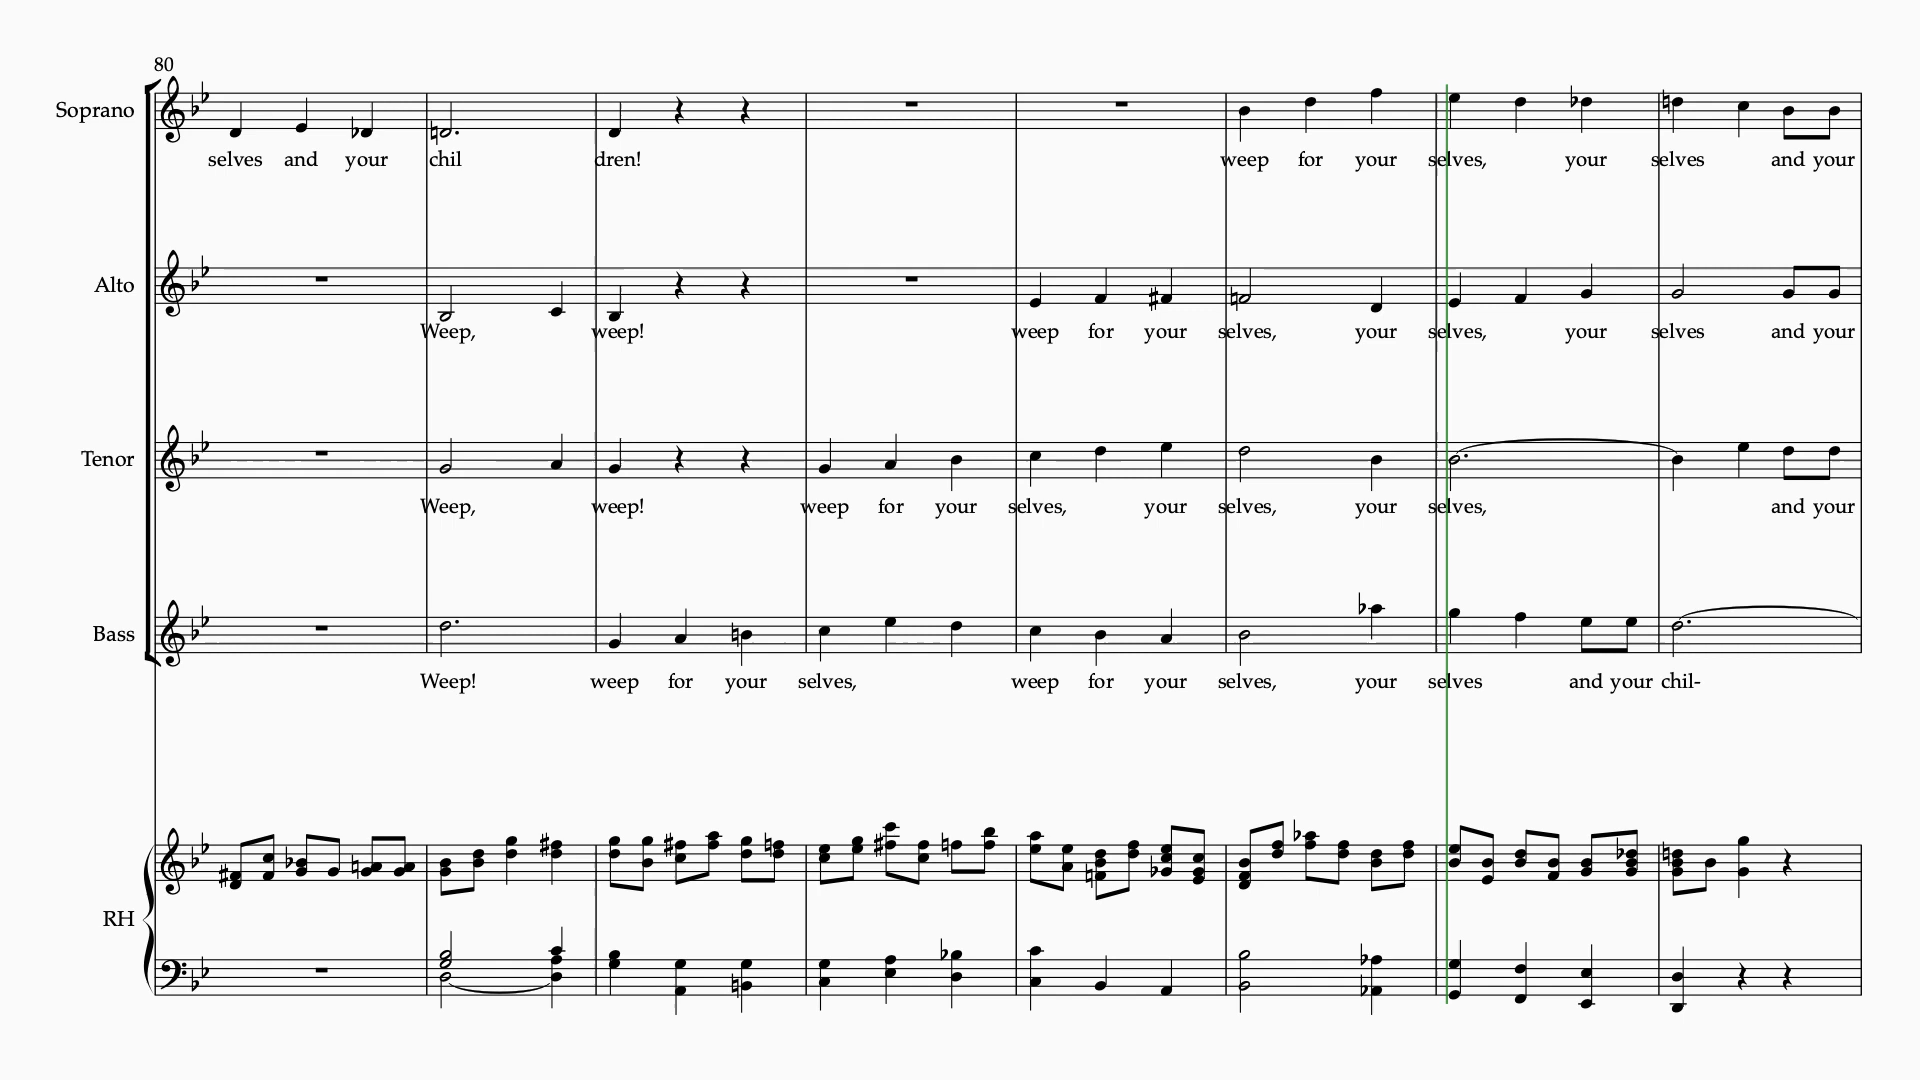 80
Soprano
selves and your chil dren! weep for your selves, your selves and your
Alto
Weep, weep! weep for your selves, your selves, your selves and your
Tenor
Weep, weep! weep for your selves, your selves, your selves, and your
Bass
Weep! weep for your selves, weep for your selves, your selves and your chil-
RH